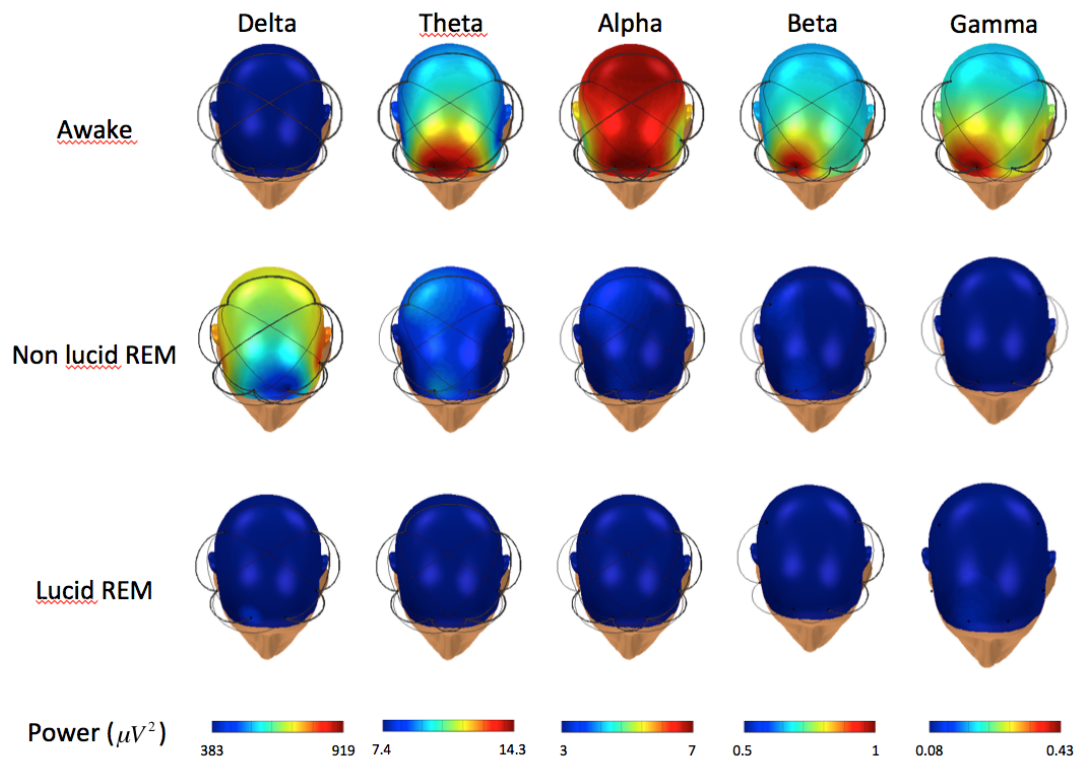 Delta Theta Alpha Beta Gamma
Awake
Non lucid REM
Lucid REM
Power (μV²)
383 919 7.4 14.3 3 7 0.5 1 0.08 0.43